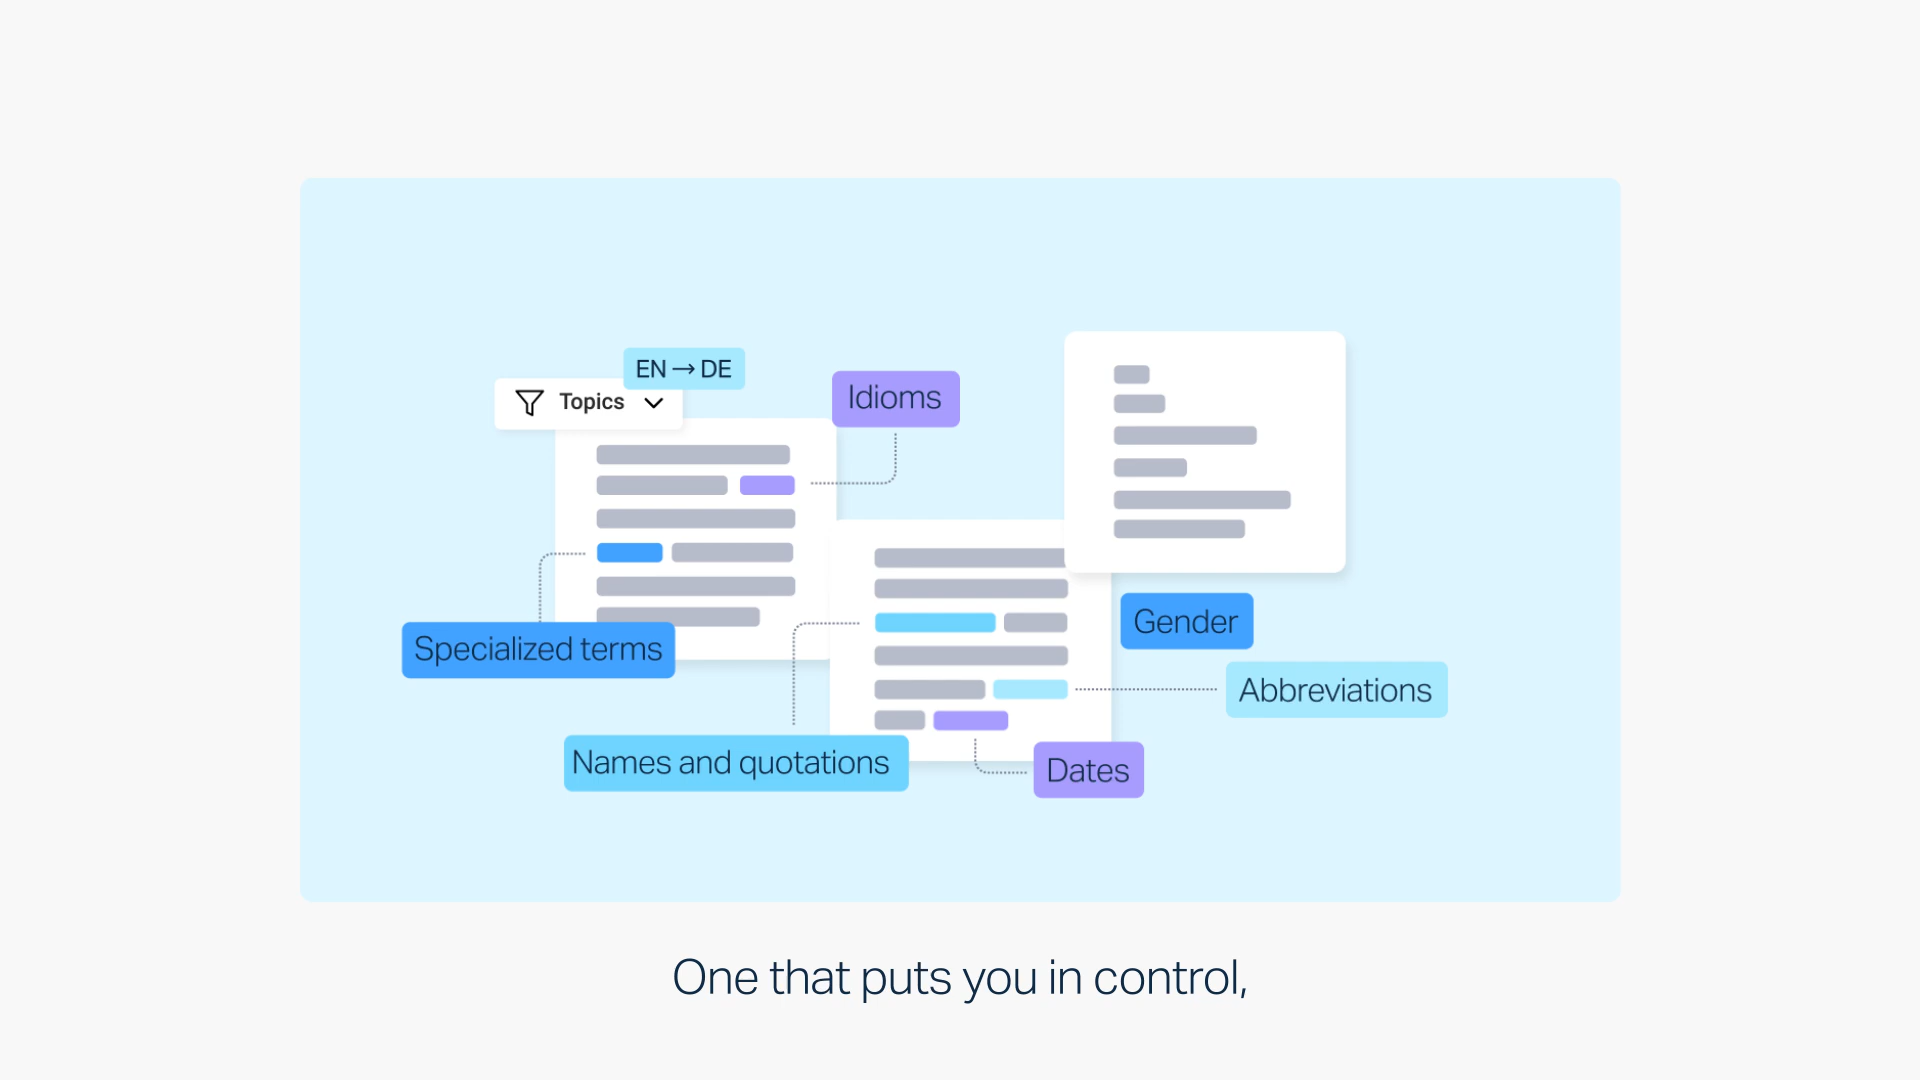 EN → DE
Topics
Idioms
Specialized terms
Gender
Abbreviations
Names and quotations
Dates
One that puts you in control,